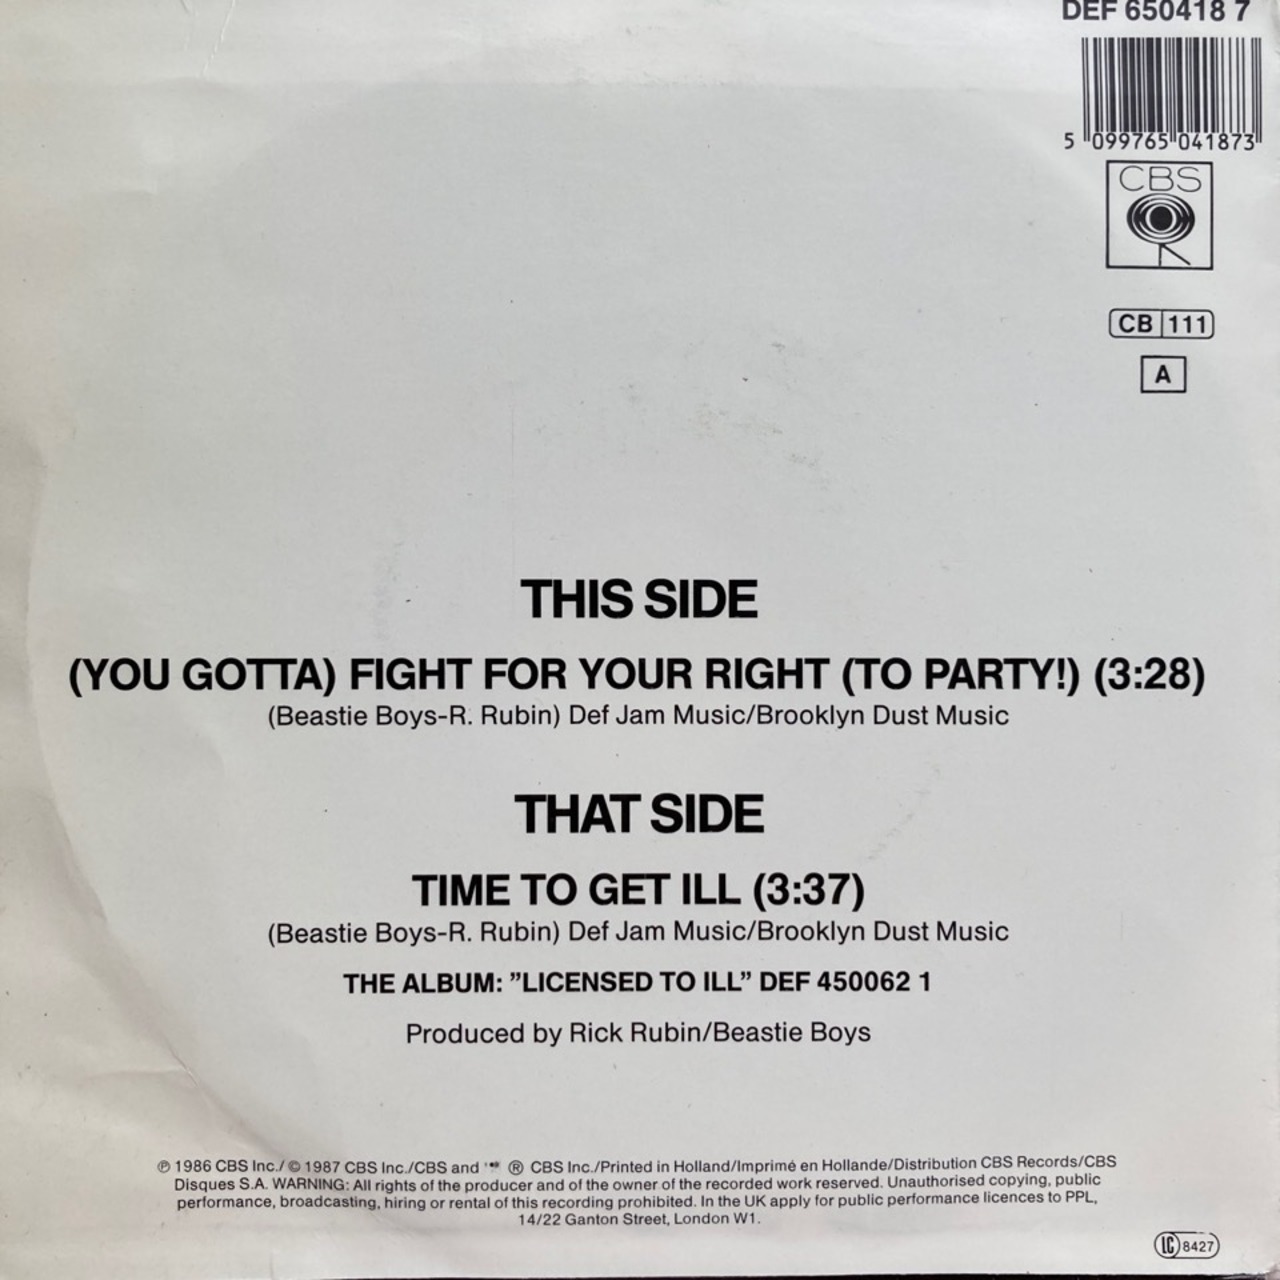 DEF 650418 7
5 099765 041873
CBS
CB 111
A
THIS SIDE
(YOU GOTTA) FIGHT FOR YOUR RIGHT (TO PARTY!) (3:28)
(Beastie Boys-R. Rubin) Def Jam Music/Brooklyn Dust Music
THAT SIDE
TIME TO GET ILL (3:37)
(Beastie Boys-R. Rubin) Def Jam Music/Brooklyn Dust Music
THE ALBUM: ”LICENSED TO ILL” DEF 450062 1
Produced by Rick Rubin/Beastie Boys
℗ 1986 CBS Inc./ © 1987 CBS Inc./CBS and ® CBS Inc./Printed in Holland/Imprimé en Hollande/Distribution CBS Records/CBS
Disques S.A. WARNING: All rights of the producer and of the owner of the recorded work reserved. Unauthorised copying, public
performance, broadcasting, hiring or rental of this recording prohibited. In the UK apply for public performance licences to PPL,
14/22 Ganton Street, London W1.
LC 8427